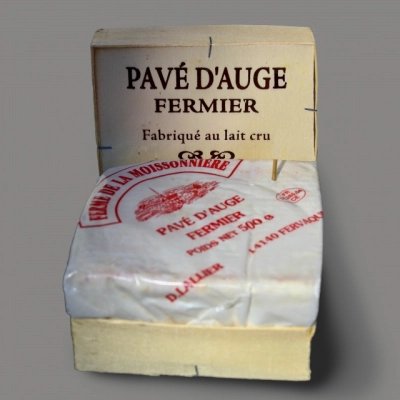 PAVÉ D'AUGE
FERMIER
Fabriqué au lait cru
FERME DE LA MOISSONNIÈRE
PAVÉ D'AUGE
FERMIER
POIDS NET 500 g
14140 FERVAQUES
D. LALLIER